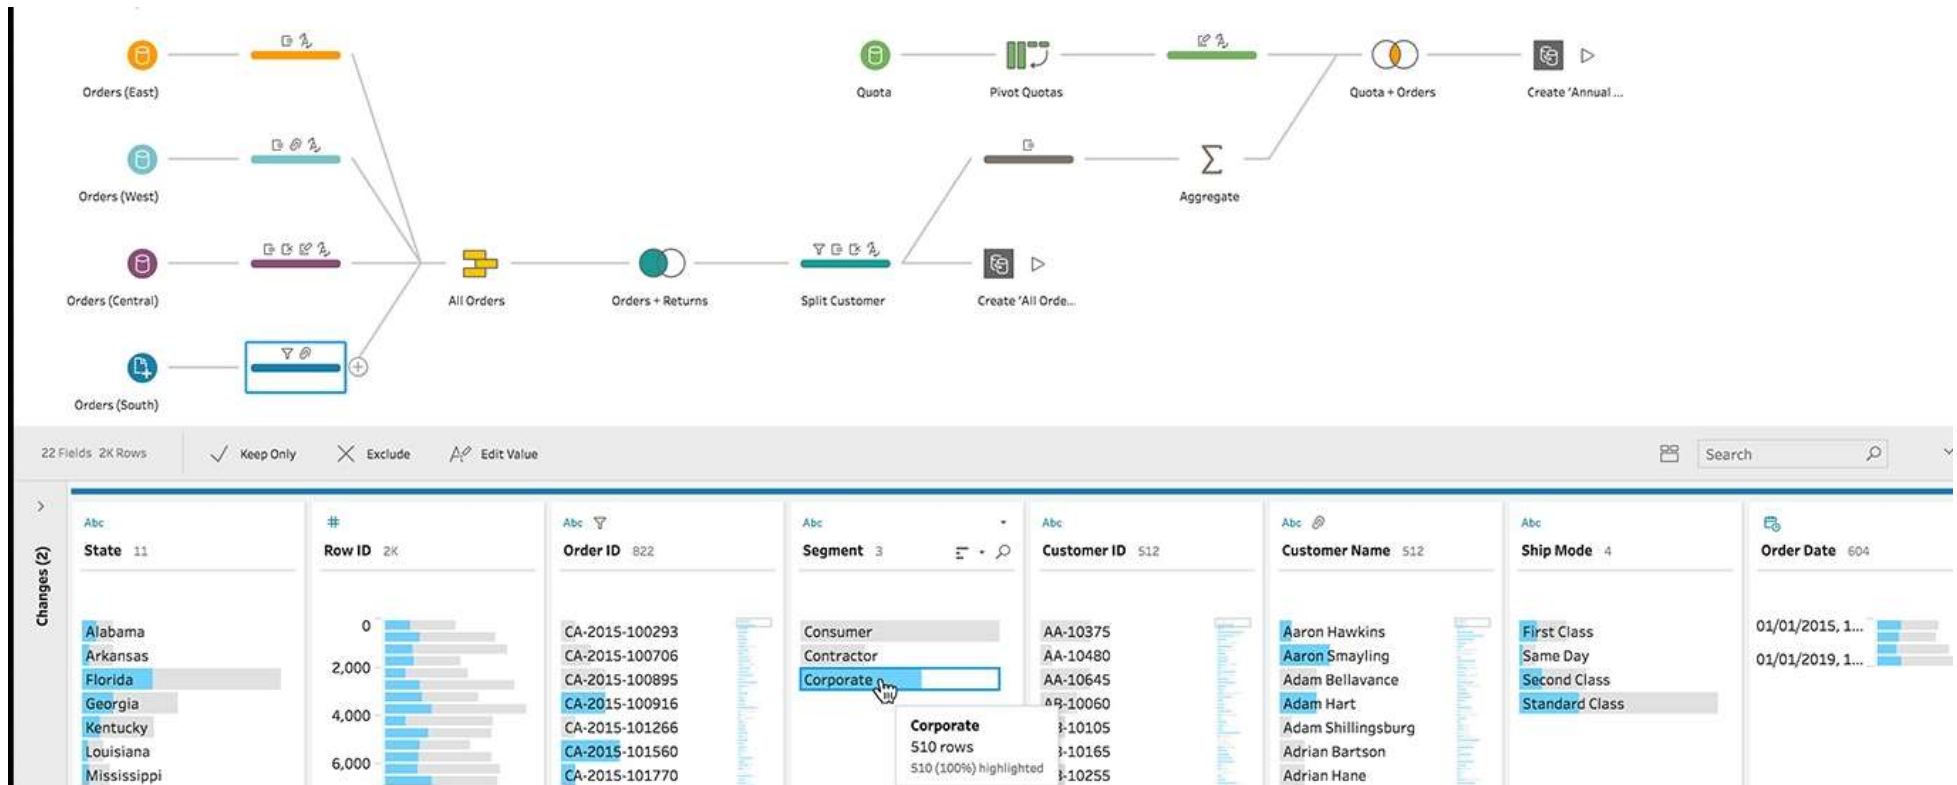 Orders (East)
Quota
Pivot Quotas
Quota + Orders
Create 'Annual ...
Orders (West)
Aggregate
Orders (Central)
All Orders
Orders + Returns
Split Customer
Create 'All Orde...
Orders (South)
22 Fields 2K Rows
Keep Only
Exclude
Edit Value
Search
Changes (2)
Abc
State 11
Alabama
Arkansas
Florida
Georgia
Kentucky
Louisiana
Mississippi
#
Row ID 2K
0
2,000
4,000
6,000
Abc
Order ID 822
CA-2015-100293
CA-2015-100706
CA-2015-100895
CA-2015-100916
CA-2015-101266
CA-2015-101560
CA-2015-101770
Abc
Segment 3
Consumer
Contractor
Corporate
Corporate
510 rows
510 (100%) highlighted
Abc
Customer ID 512
AA-10375
AA-10480
AA-10645
AB-10060
B-10105
B-10165
B-10255
Abc
Customer Name 512
Aaron Hawkins
Aaron Smayling
Adam Bellavance
Adam Hart
Adam Shillingsburg
Adrian Bartson
Adrian Hane
Abc
Ship Mode 4
First Class
Same Day
Second Class
Standard Class
Order Date 604
01/01/2015, 1...
01/01/2019, 1...